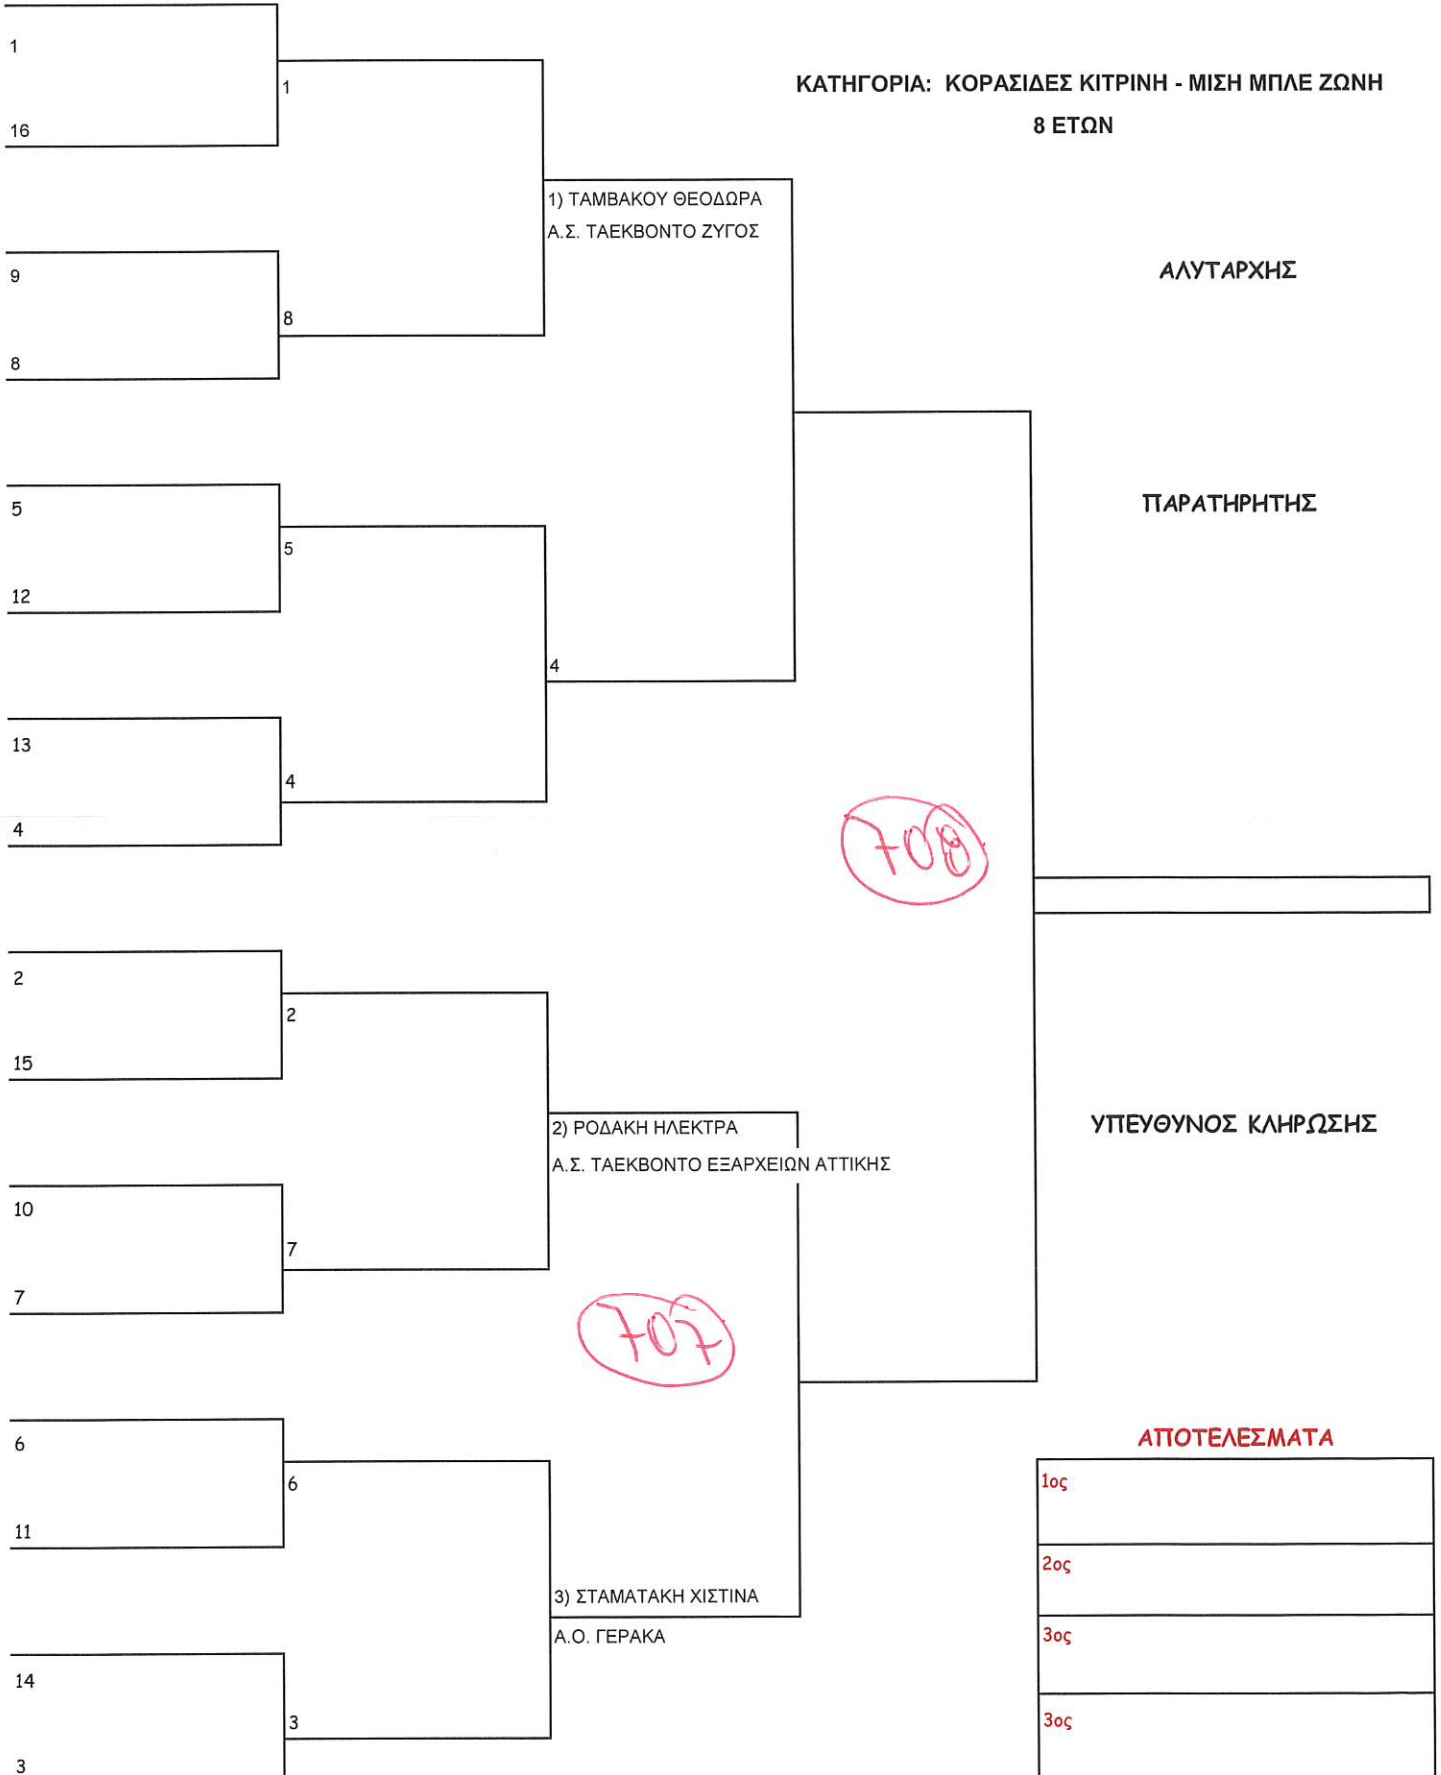 1
1
ΚΑΤΗΓΟΡΙΑ: ΚΟΡΑΣΙΔΕΣ ΚΙΤΡΙΝΗ - ΜΙΣΗ ΜΠΛΕ ΖΩΝΗ
8 ΕΤΩΝ
16
1) ΤΑΜΒΑΚΟΥ ΘΕΟΔΩΡΑ
Α.Σ. ΤΑΕΚΒΟΝΤΟ ΖΥΓΟΣ
9
ΑΛΥΤΑΡΧΗΣ
8
8
5
ΠΑΡΑΤΗΡΗΤΗΣ
5
12
4
13
4
4
708
2
2
15
2) ΡΟΔΑΚΗ ΗΛΕΚΤΡΑ
Α.Σ. ΤΑΕΚΒΟΝΤΟ ΕΞΑΡΧΕΙΩΝ ΑΤΤΙΚΗΣ
ΥΠΕΥΘΥΝΟΣ ΚΛΗΡΩΣΗΣ
10
7
7
707
6
6
11
3) ΣΤΑΜΑΤΑΚΗ ΧΙΣΤΙΝΑ
Α.Ο. ΓΕΡΑΚΑ
14
3
3
ΑΠΟΤΕΛΕΣΜΑΤΑ
1ος
2ος
3ος
3ος